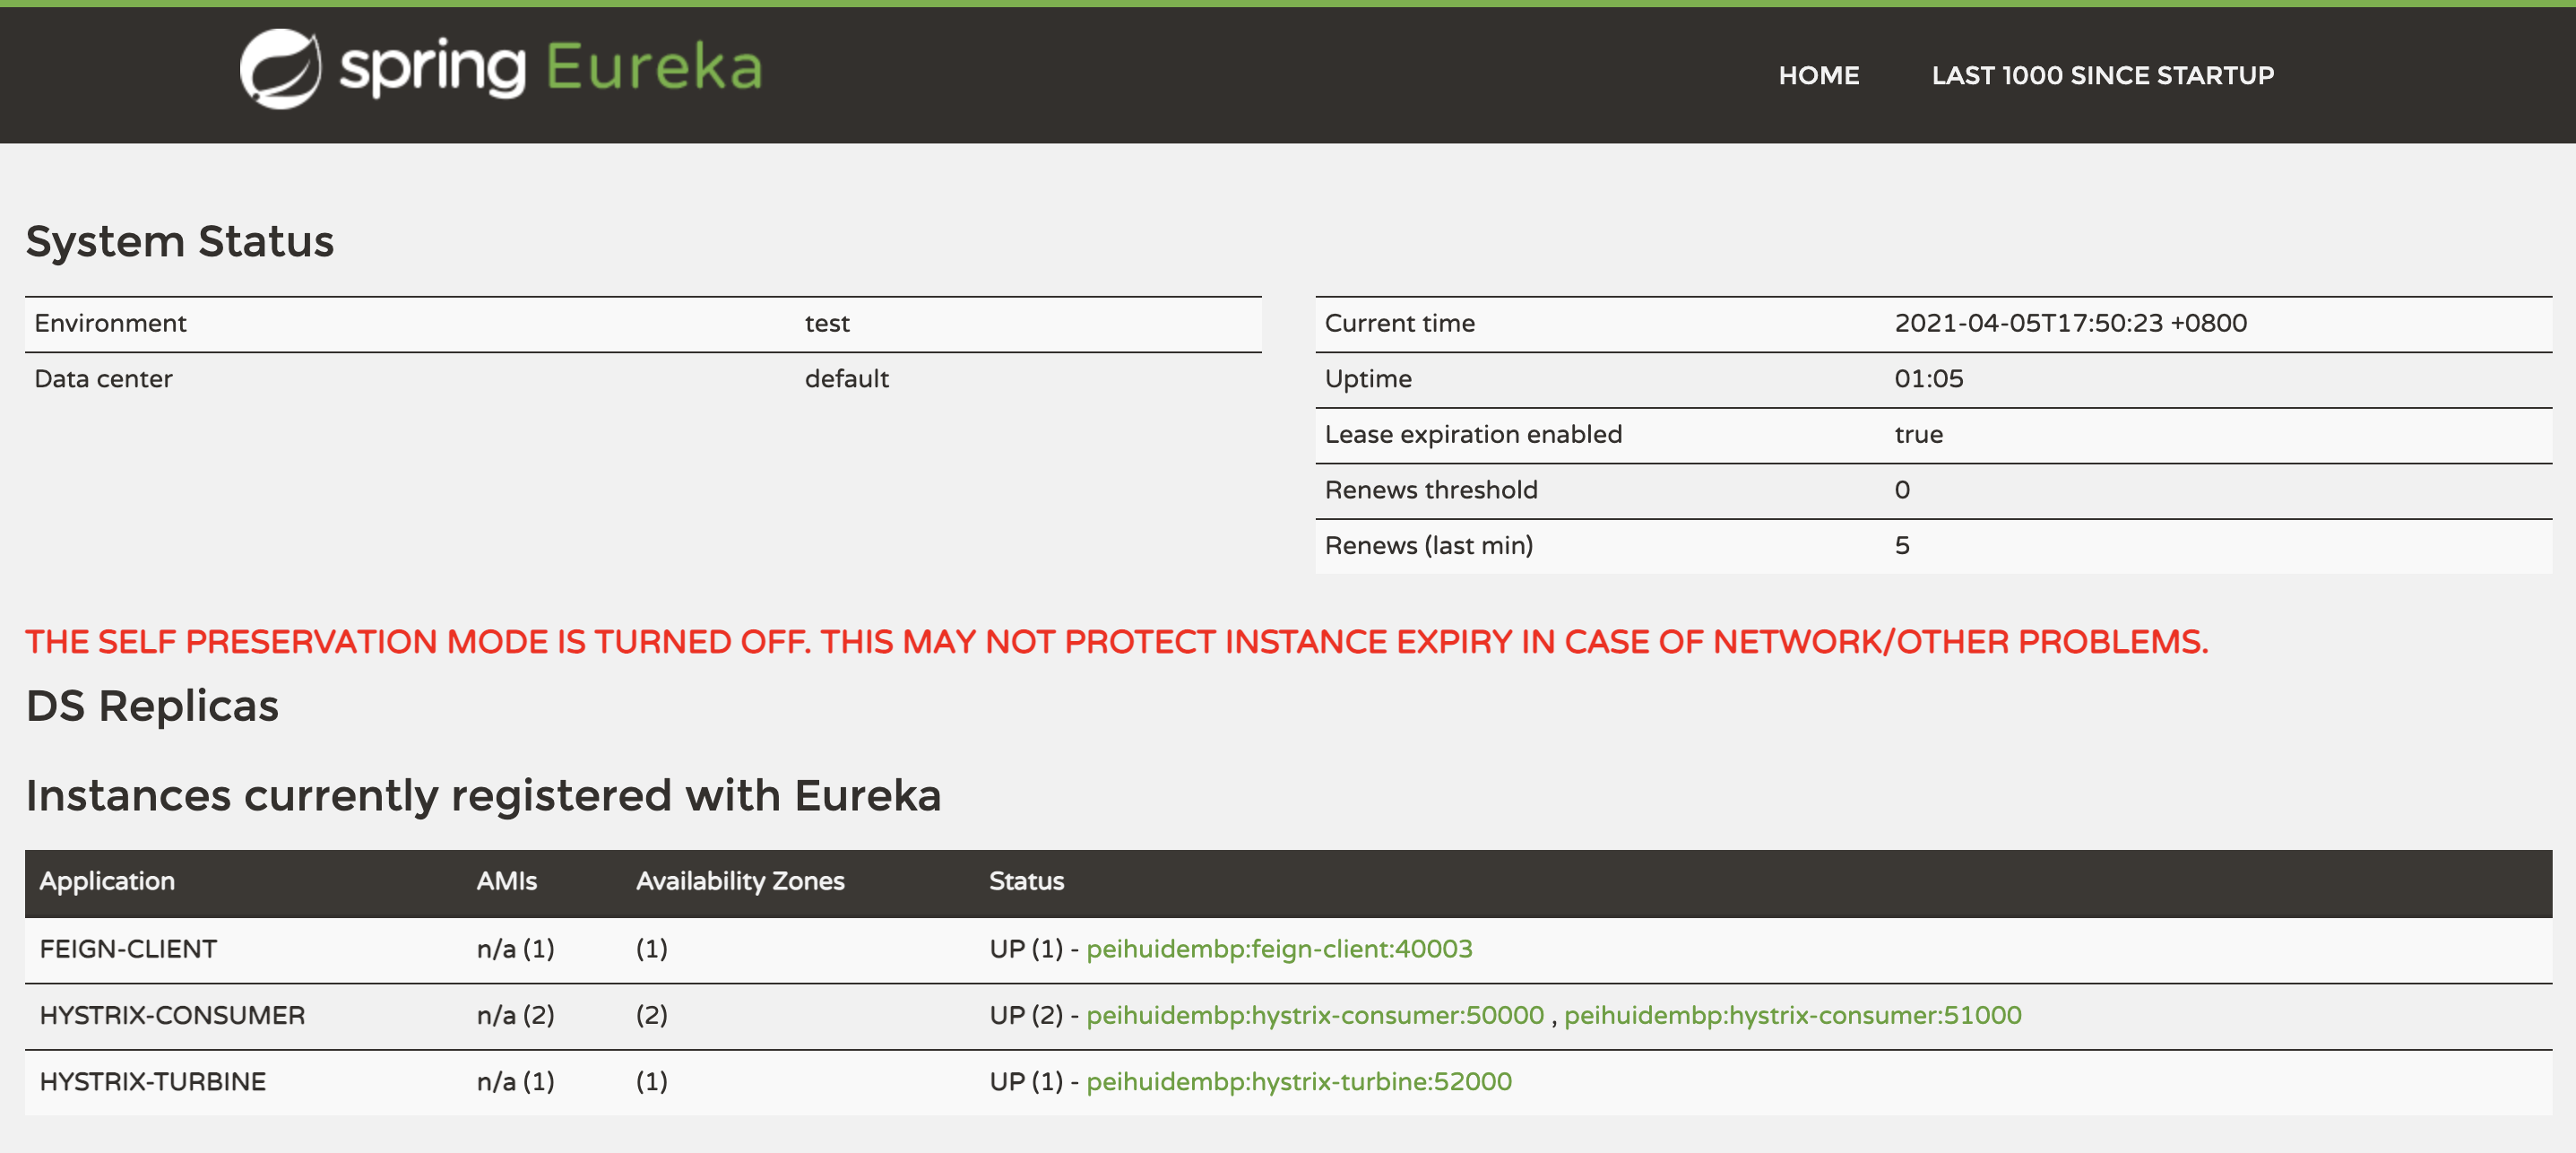 spring Eureka
HOME LAST 1000 SINCE STARTUP
System Status
Environment test
Data center default
Current time 2021-04-05T17:50:23 +0800
Uptime 01:05
Lease expiration enabled true
Renews threshold 0
Renews (last min) 5
THE SELF PRESERVATION MODE IS TURNED OFF. THIS MAY NOT PROTECT INSTANCE EXPIRY IN CASE OF NETWORK/OTHER PROBLEMS.
DS Replicas
Instances currently registered with Eureka
Application AMIs Availability Zones Status
FEIGN-CLIENT n/a (1) (1) UP (1) - peihuidembp:feign-client:40003
HYSTRIX-CONSUMER n/a (2) (2) UP (2) - peihuidembp:hystrix-consumer:50000 , peihuidembp:hystrix-consumer:51000
HYSTRIX-TURBINE n/a (1) (1) UP (1) - peihuidembp:hystrix-turbine:52000